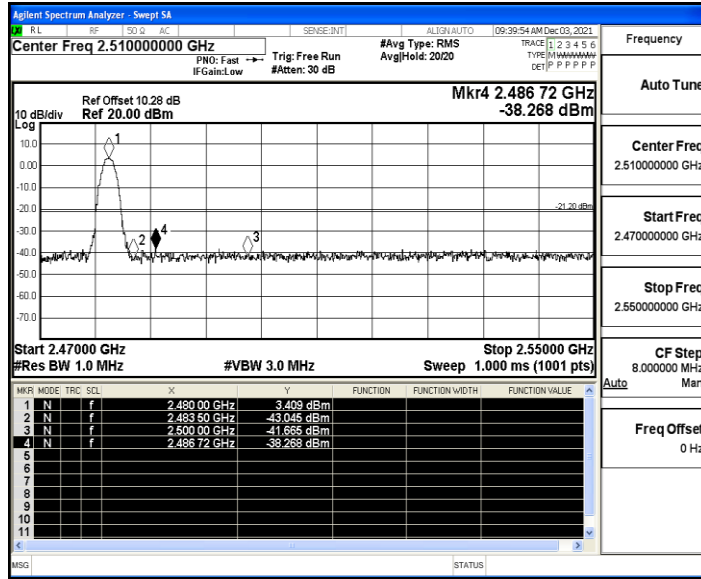 Agilent Spectrum Analyzer - Swept SA
RL RF 50 Ω AC SENSE:INT ALIGN AUTO 09:39:54 AM Dec 03, 2021
Center Freq 2.510000000 GHz
PNO: Fast
IFGain:Low
Trig: Free Run
#Atten: 30 dB
#Avg Type: RMS
Avg|Hold: 20/20
TRACE 1 2 3 4 5 6
TYPE M
DET P P P P P P
Mkr4 2.486 72 GHz
-38.268 dBm
Ref Offset 10.28 dB
10 dB/div Ref 20.00 dBm
Log
10.0
0.00
-10.0
-20.0
-30.0
-40.0
-50.0
-60.0
-70.0
1
2
4
3
-21.20 dBm
Start 2.47000 GHz Stop 2.55000 GHz
#Res BW 1.0 MHz #VBW 3.0 MHz Sweep 1.000 ms (1001 pts)
MKR MODE TRC SCL X Y FUNCTION FUNCTION WIDTH FUNCTION VALUE
1 N f 2.480 00 GHz 3.409 dBm
2 N f 2.483 50 GHz -43.045 dBm
3 N f 2.500 00 GHz -41.665 dBm
4 N f 2.486 72 GHz -38.268 dBm
5
6
7
8
9
10
11
MSG STATUS
Frequency
Auto Tune
Center Freq
2.510000000 GHz
Start Freq
2.470000000 GHz
Stop Freq
2.550000000 GHz
CF Step
8.000000 MHz
Auto Man
Freq Offset
0 Hz